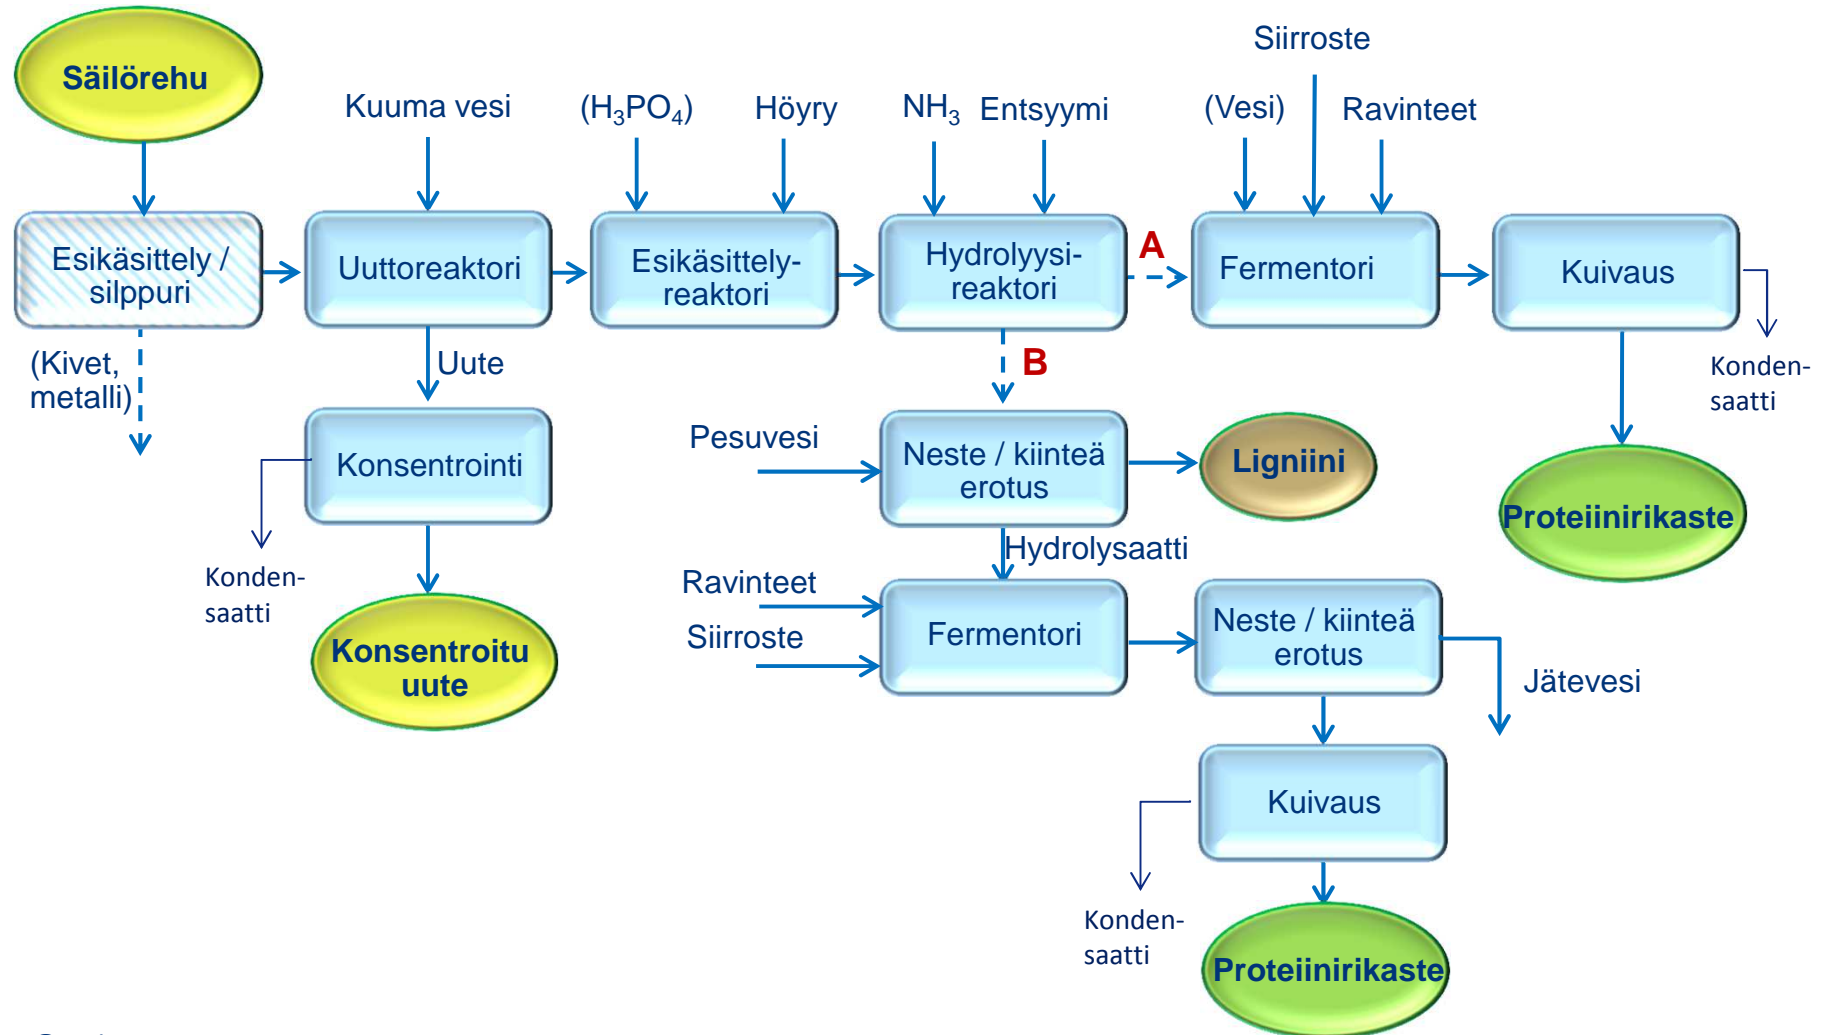 Siirroste
Säilörehu
Kuuma vesi
(H₃PO₄)
Höyry
NH₃
Entsyymi
(Vesi)
Ravinteet
Esikäsittely /
silppuri
Uuttoreaktori
Esikäsittely-
reaktori
Hydrolyysi-
reaktori
A
Fermentori
Kuivaus
(Kivet,
metalli)
Uute
B
Konden-
saatti
Pesuvesi
Konsentrointi
Neste / kiinteä
erotus
Ligniini
Proteiinirikaste
Hydrolysaatti
Konden-
saatti
Ravinteet
Siirroste
Fermentori
Neste / kiinteä
erotus
Konsentroitu
uute
Jätevesi
Kuivaus
Konden-
saatti
Proteiinirikaste